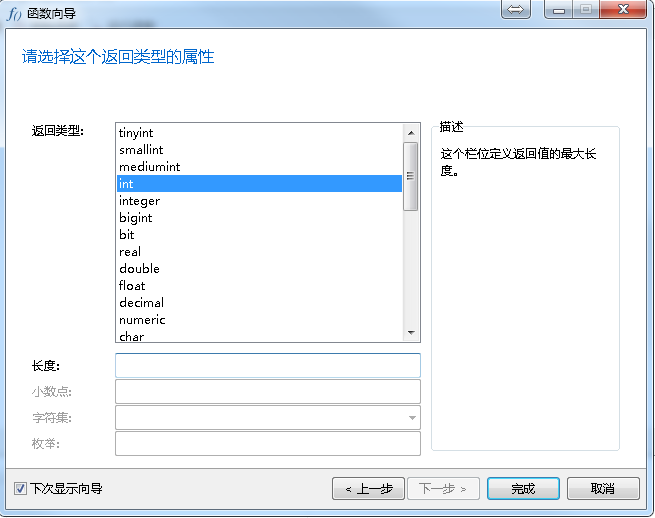 函数向导
请选择这个返回类型的属性
返回类型:
tinyint
smallint
mediumint
int
integer
bigint
bit
real
double
float
decimal
numeric
char
描述
这个栏位定义返回值的最大长
度。
长度:
小数点:
字符集:
枚举:
下次显示向导
< 上一步
下一步 >
完成
取消